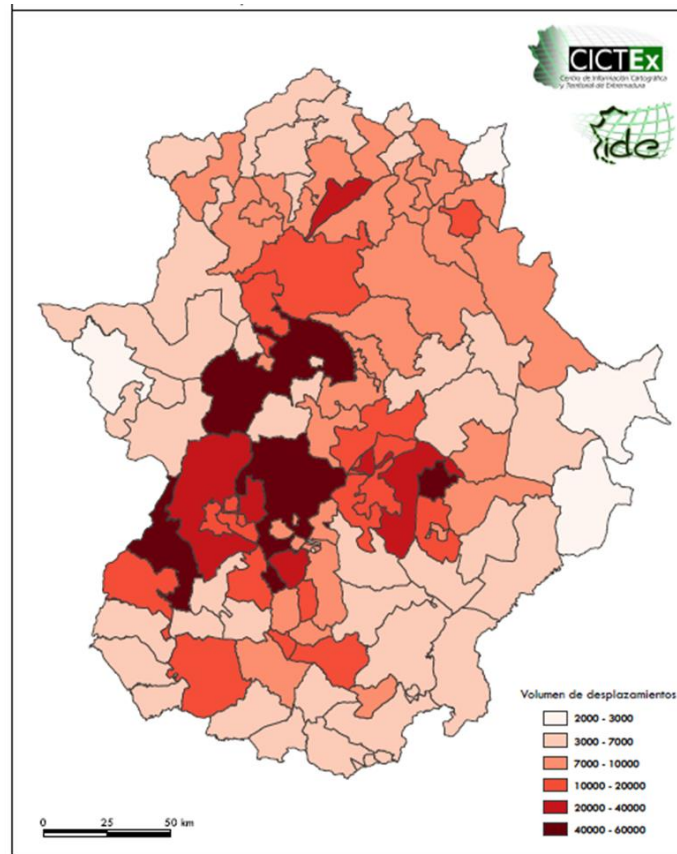 CICTEx
Centro de Información Cartográfica
y Territorial de Extremadura
ide
Volumen de desplazamientos
2000 - 3000
3000 - 7000
7000 - 10000
10000 - 20000
20000 - 40000
40000 - 60000
0 25 50 km